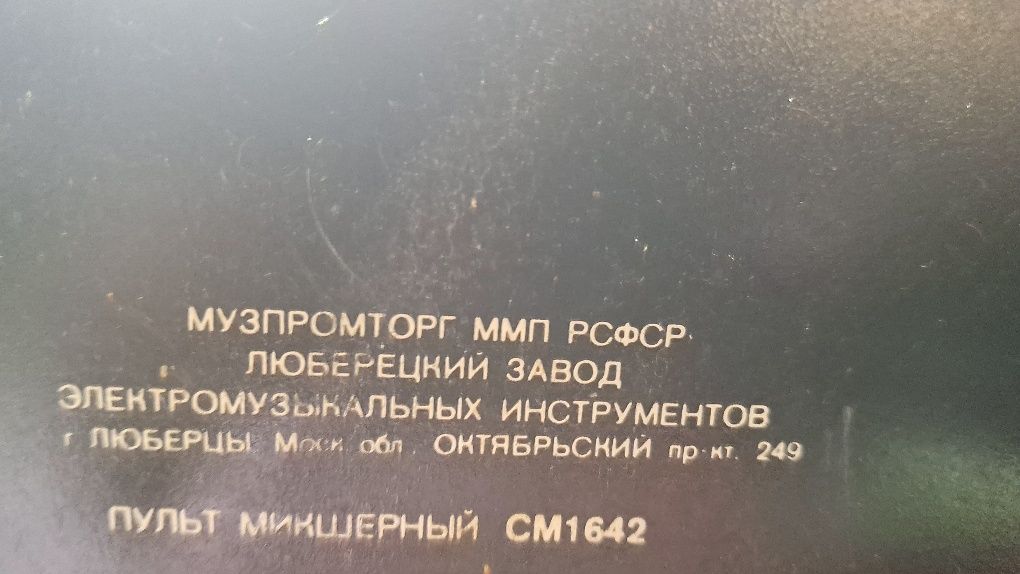 МУЗПРОМТОРГ ММП РСФСР
ЛЮБЕРЕЦКИЙ ЗАВОД
ЭЛЕКТРОМУЗЫКАЛЬНЫХ ИНСТРУМЕНТОВ
г ЛЮБЕРЦЫ Моск обл. ОКТЯБРЬСКИЙ пр-кт. 249
ПУЛЬТ МИКШЕРНЫЙ СМ1642